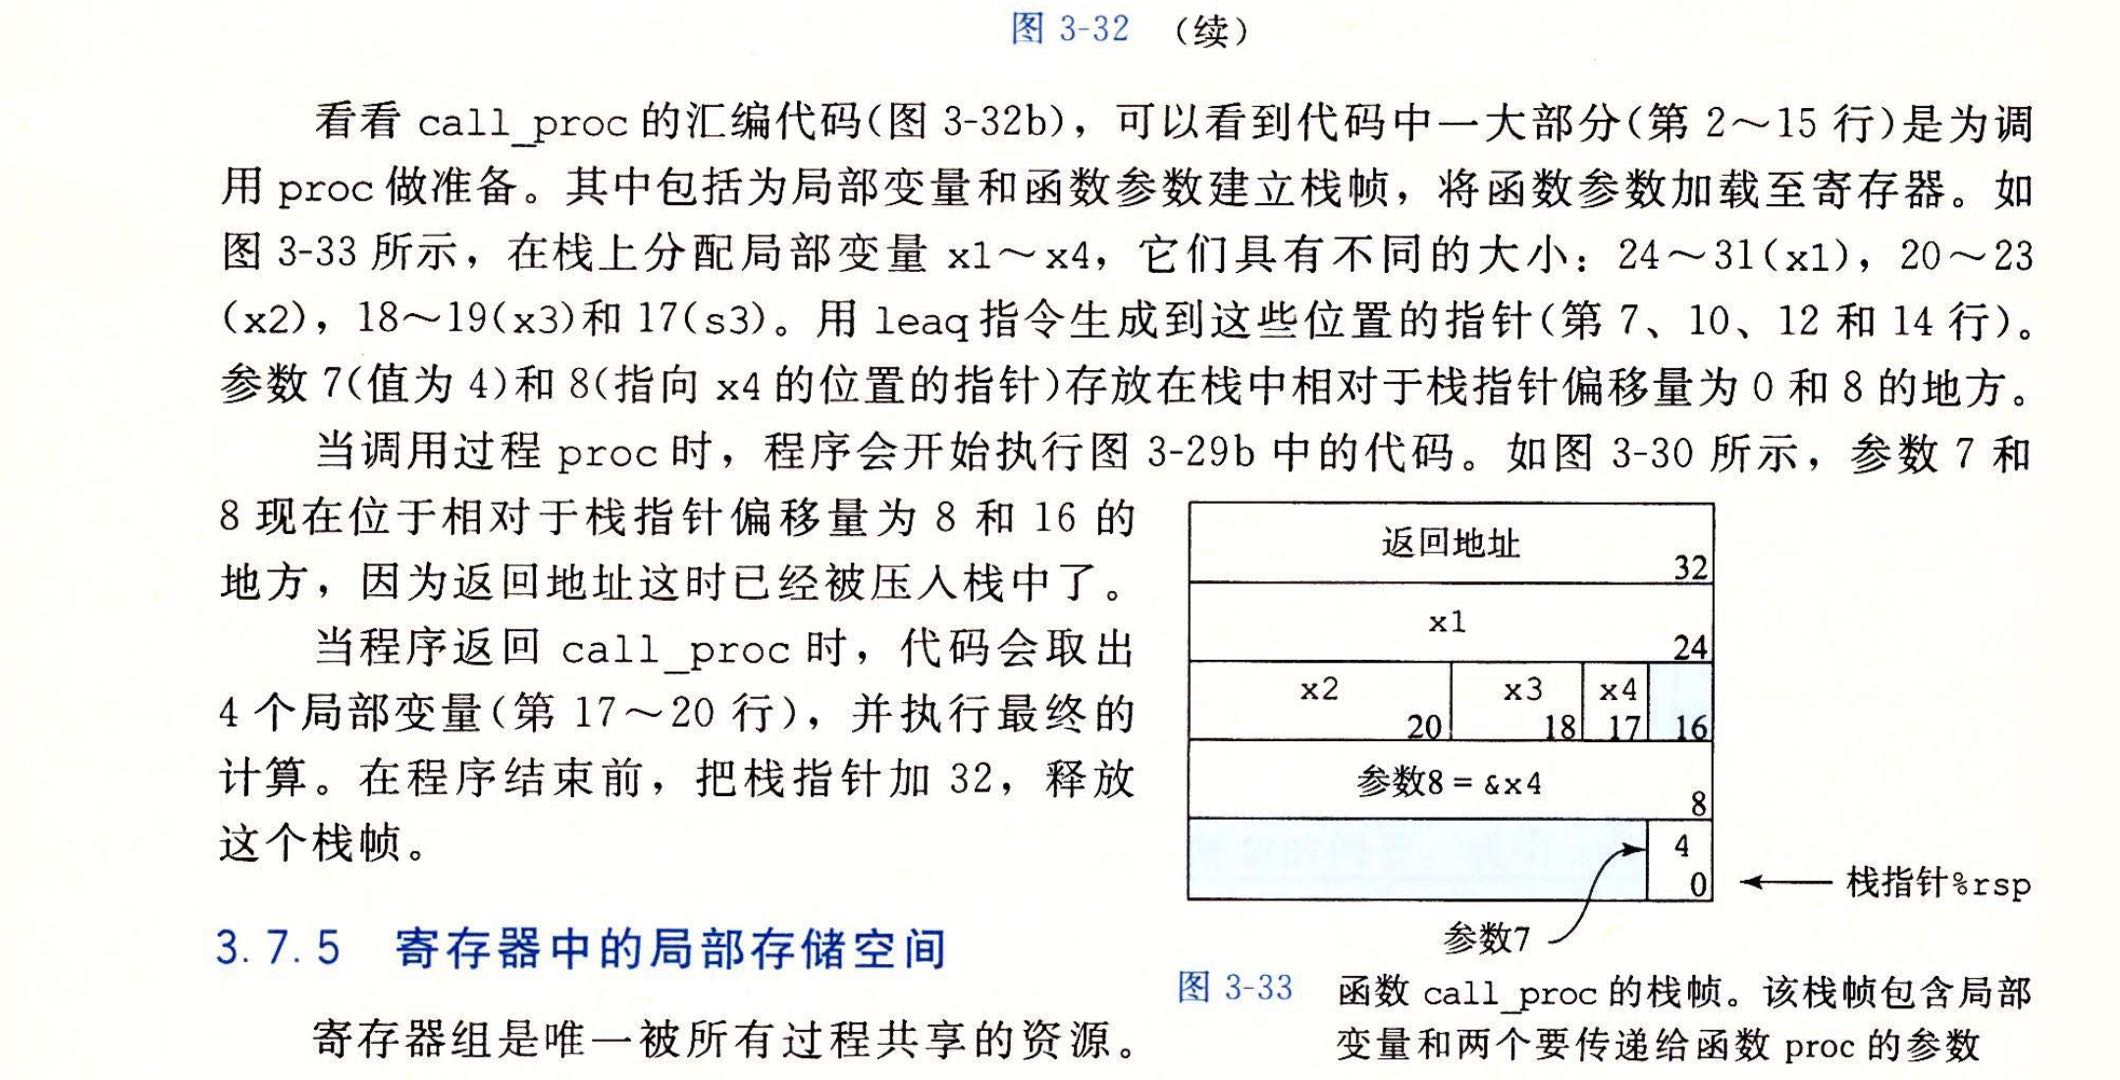 图 3-32 （续）
看看 call_proc 的汇编代码(图 3-32b)，可以看到代码中一大部分(第 2～15 行)是为调
用 proc 做准备。其中包括为局部变量和函数参数建立栈帧，将函数参数加载至寄存器。如
图 3-33 所示，在栈上分配局部变量 x1～x4，它们具有不同的大小：24～31(x1)，20～23
(x2)，18～19(x3)和 17(s3)。用 leaq 指令生成到这些位置的指针(第 7、10、12 和 14 行)。
参数 7(值为 4)和 8(指向 x4 的位置的指针)存放在栈中相对于栈指针偏移量为 0 和 8 的地方。
当调用过程 proc 时，程序会开始执行图 3-29b 中的代码。如图 3-30 所示，参数 7 和
8 现在位于相对于栈指针偏移量为 8 和 16 的
地方，因为返回地址这时已经被压入栈中了。
当程序返回 call_proc 时，代码会取出
4 个局部变量(第 17～20 行)，并执行最终的
计算。在程序结束前，把栈指针加 32，释放
这个栈帧。
返回地址
32
x1
24
x2 x3 x4
20 18 17 16
参数8 = &x4
8
4
0
栈指针%rsp
参数7
图 3-33 函数 call_proc 的栈帧。该栈帧包含局部
变量和两个要传递给函数 proc 的参数
3.7.5 寄存器中的局部存储空间
寄存器组是唯一被所有过程共享的资源。